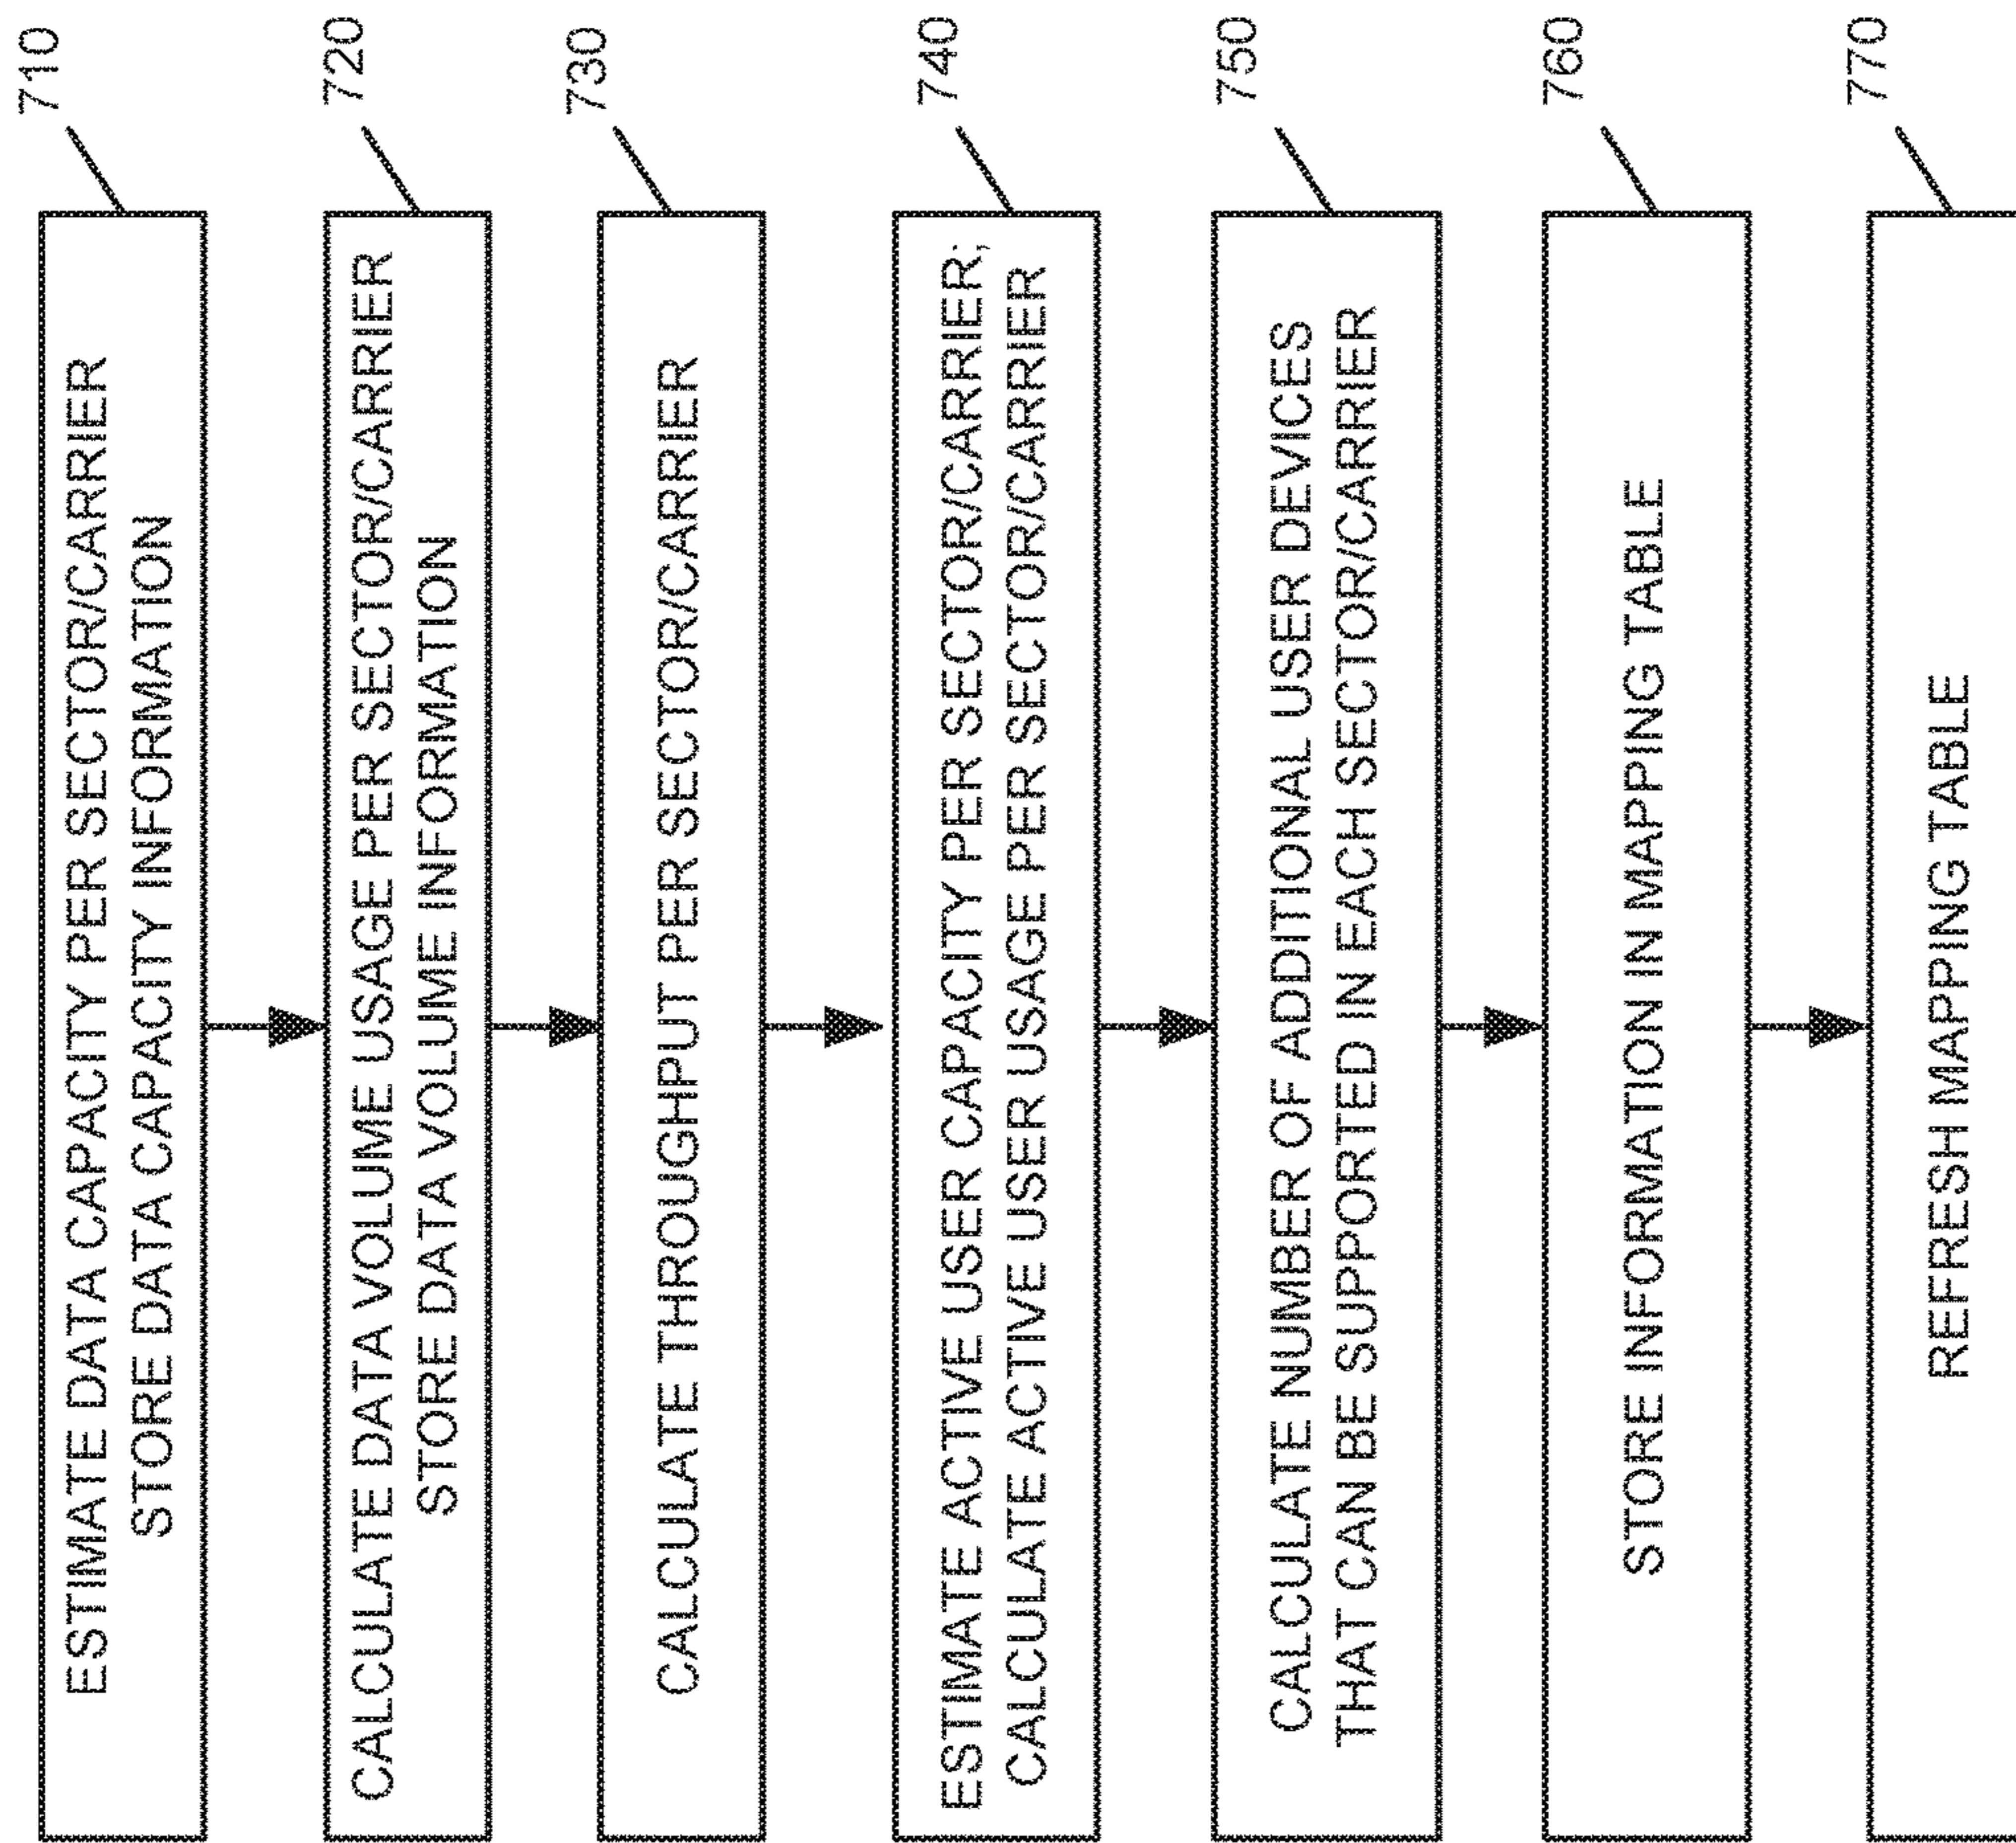 710
ESTIMATE DATA CAPACITY PER SECTOR/CARRIER
STORE DATA CAPACITY INFORMATION
720
CALCULATE DATA VOLUME USAGE PER SECTOR/CARRIER
STORE DATA VOLUME INFORMATION
730
CALCULATE THROUGHPUT PER SECTOR/CARRIER
740
ESTIMATE ACTIVE USER CAPACITY PER SECTOR/CARRIER;
CALCULATE ACTIVE USER USAGE PER SECTOR/CARRIER
750
CALCULATE NUMBER OF ADDITIONAL USER DEVICES
THAT CAN BE SUPPORTED IN EACH SECTOR/CARRIER
760
STORE INFORMATION IN MAPPING TABLE
770
REFRESH MAPPING TABLE